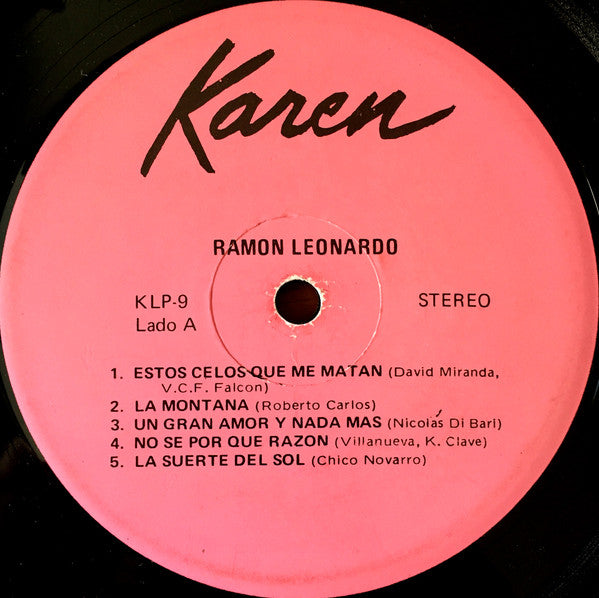 Karen
RAMON LEONARDO
KLP-9
Lado A
STEREO
1. ESTOS CELOS QUE ME MATAN (David Miranda,
V.C.F. Falcon)
2. LA MONTANA (Roberto Carlos)
3. UN GRAN AMOR Y NADA MAS (Nicolás Di Barl)
4. NO SE POR QUE RAZON (Villanueva, K. Clave)
5. LA SUERTE DEL SOL (Chico Novarro)